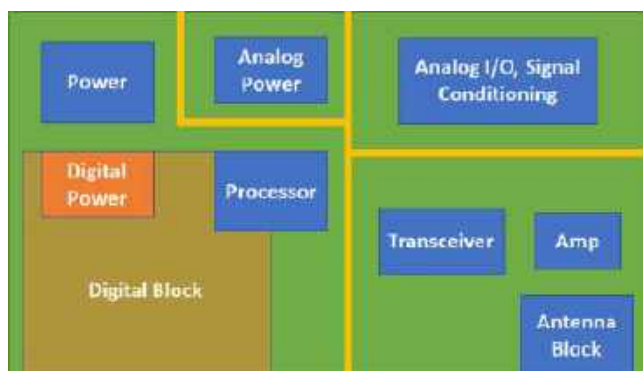 Power
Analog
Power
Analog I/O, Signal
Conditioning
Digital
Power
Processor
Digital Block
Transceiver
Amp
Antenna
Block